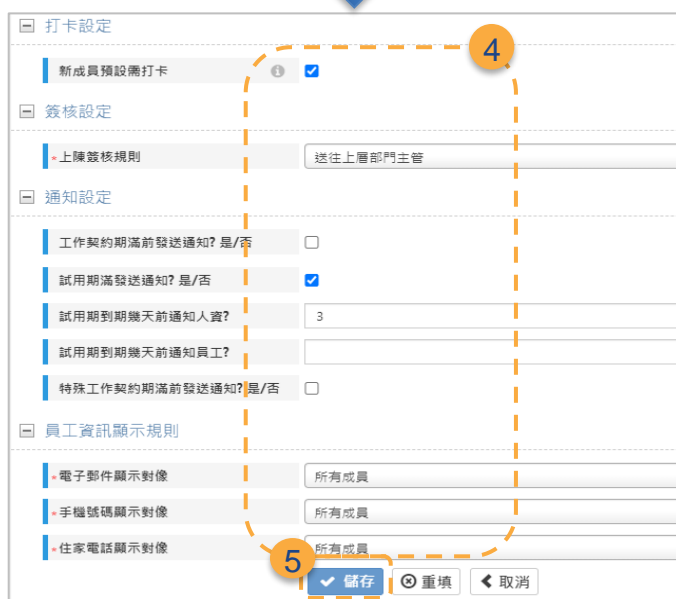 打卡設定
4
新成員預設需打卡
簽核設定
*上陳簽核規則 送往上層部門主管
通知設定
工作契約期滿前發送通知? 是/否
試用期滿發送通知? 是/否
試用期到期幾天前通知人資? 3
試用期到期幾天前通知員工?
特殊工作契約期滿前發送通知? 是/否
員工資訊顯示規則
*電子郵件顯示對像 所有成員
*手機號碼顯示對像 所有成員
*住家電話顯示對像 所有成員
5
儲存 重填 取消